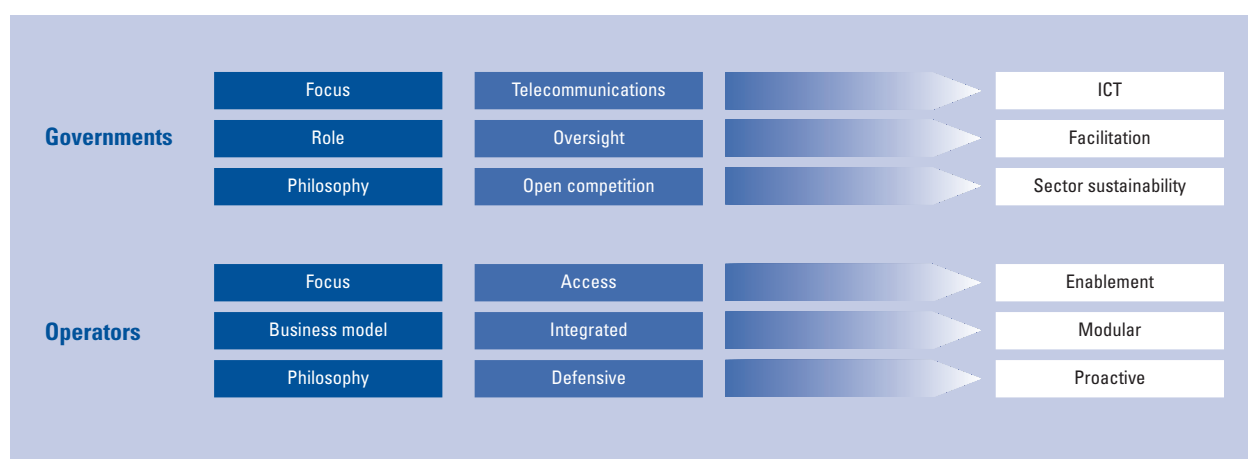 Focus Telecommunications ICT
Governments Role Oversight Facilitation
Philosophy Open competition Sector sustainability
Focus Access Enablement
Operators Business model Integrated Modular
Philosophy Defensive Proactive